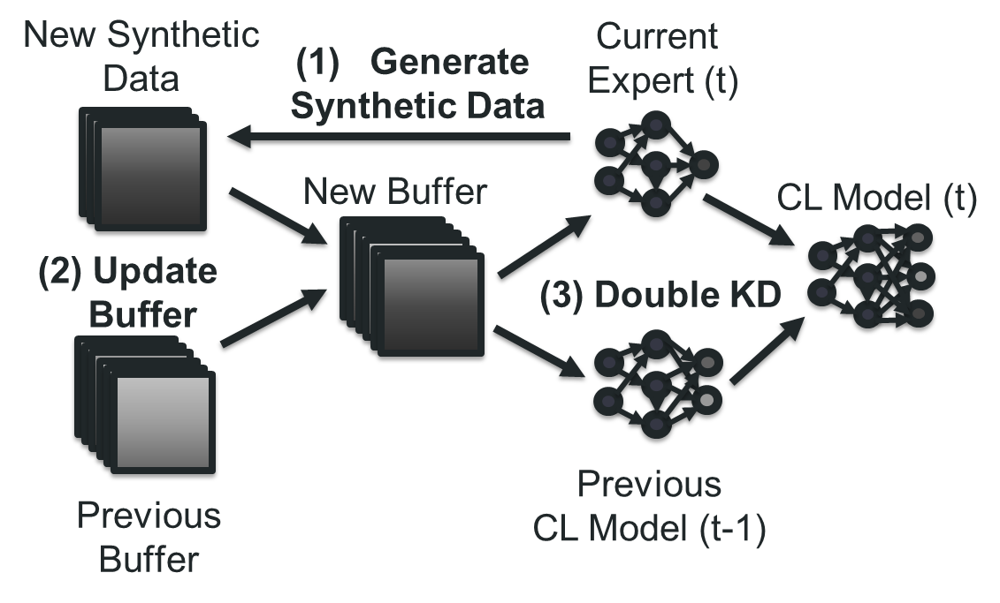 New Synthetic
Data
(1) Generate
Synthetic Data
Current
Expert (t)
New Buffer
CL Model (t)
(2) Update
Buffer
(3) Double KD
Previous
Buffer
Previous
CL Model (t-1)